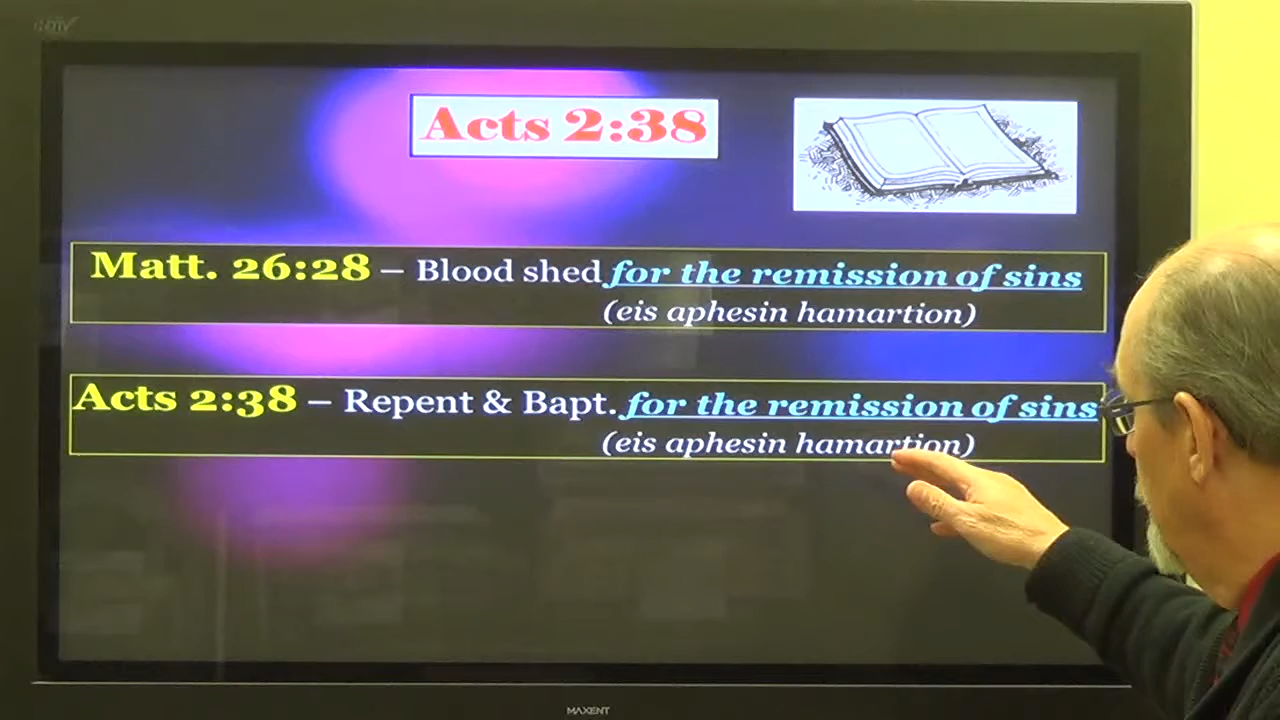 Acts 2:38
Matt. 26:28 – Blood shed for the remission of sins
(eis aphesin hamartion)
Acts 2:38 – Repent & Bapt. for the remission of sins
(eis aphesin hamartion)
MAXENT